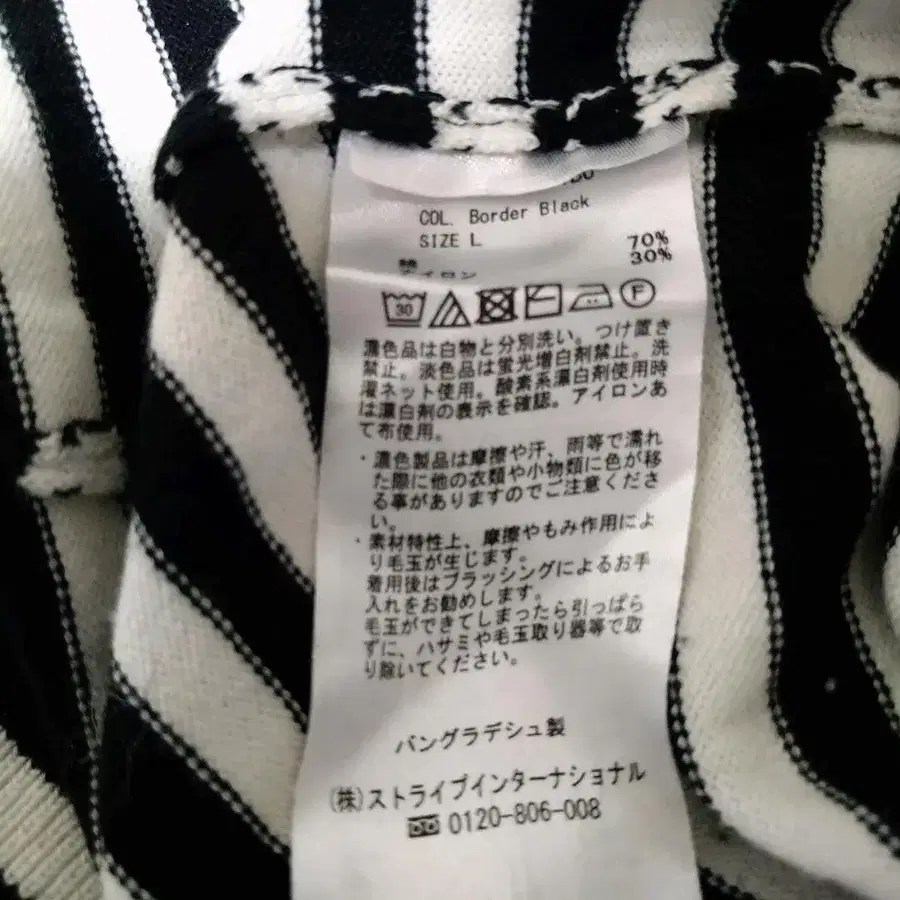 COL. Border Black
SIZE L
綿 70%
30%
30 F
濃色品は白物と分別洗い。つけ置き
禁止。淡色品は蛍光増白剤禁止。洗
濯ネット使用。酸素系漂白剤使用時
は漂白剤の表示を確認。アイロンあ
て布使用。
・濃色製品は摩擦や汗、雨等で濡れ
た際に他の衣類や小物類に色が移
る事がありますのでご注意くださ
い。
・素材特性上、摩擦やもみ作用によ
り毛玉が生じます。
着用後はブラッシングによるお手
入れをお勧めします。
毛玉ができてしまったら引っぱら
ずに、ハサミや毛玉取り器等で取
り除いてください。
バングラデシュ製
(株)ストライプインターナショナル
0120-806-008